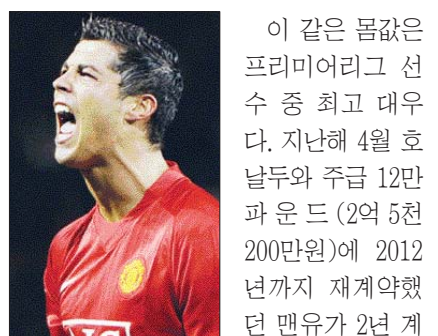 이 같은 몸값은
프리미어리그 선
수 중 최고 대우
다. 지난해 4월 호
날두와 주급 12만
파운드(2억 5천
200만원)에 2012
년까지 재계약했
던 맨유가 2년 계